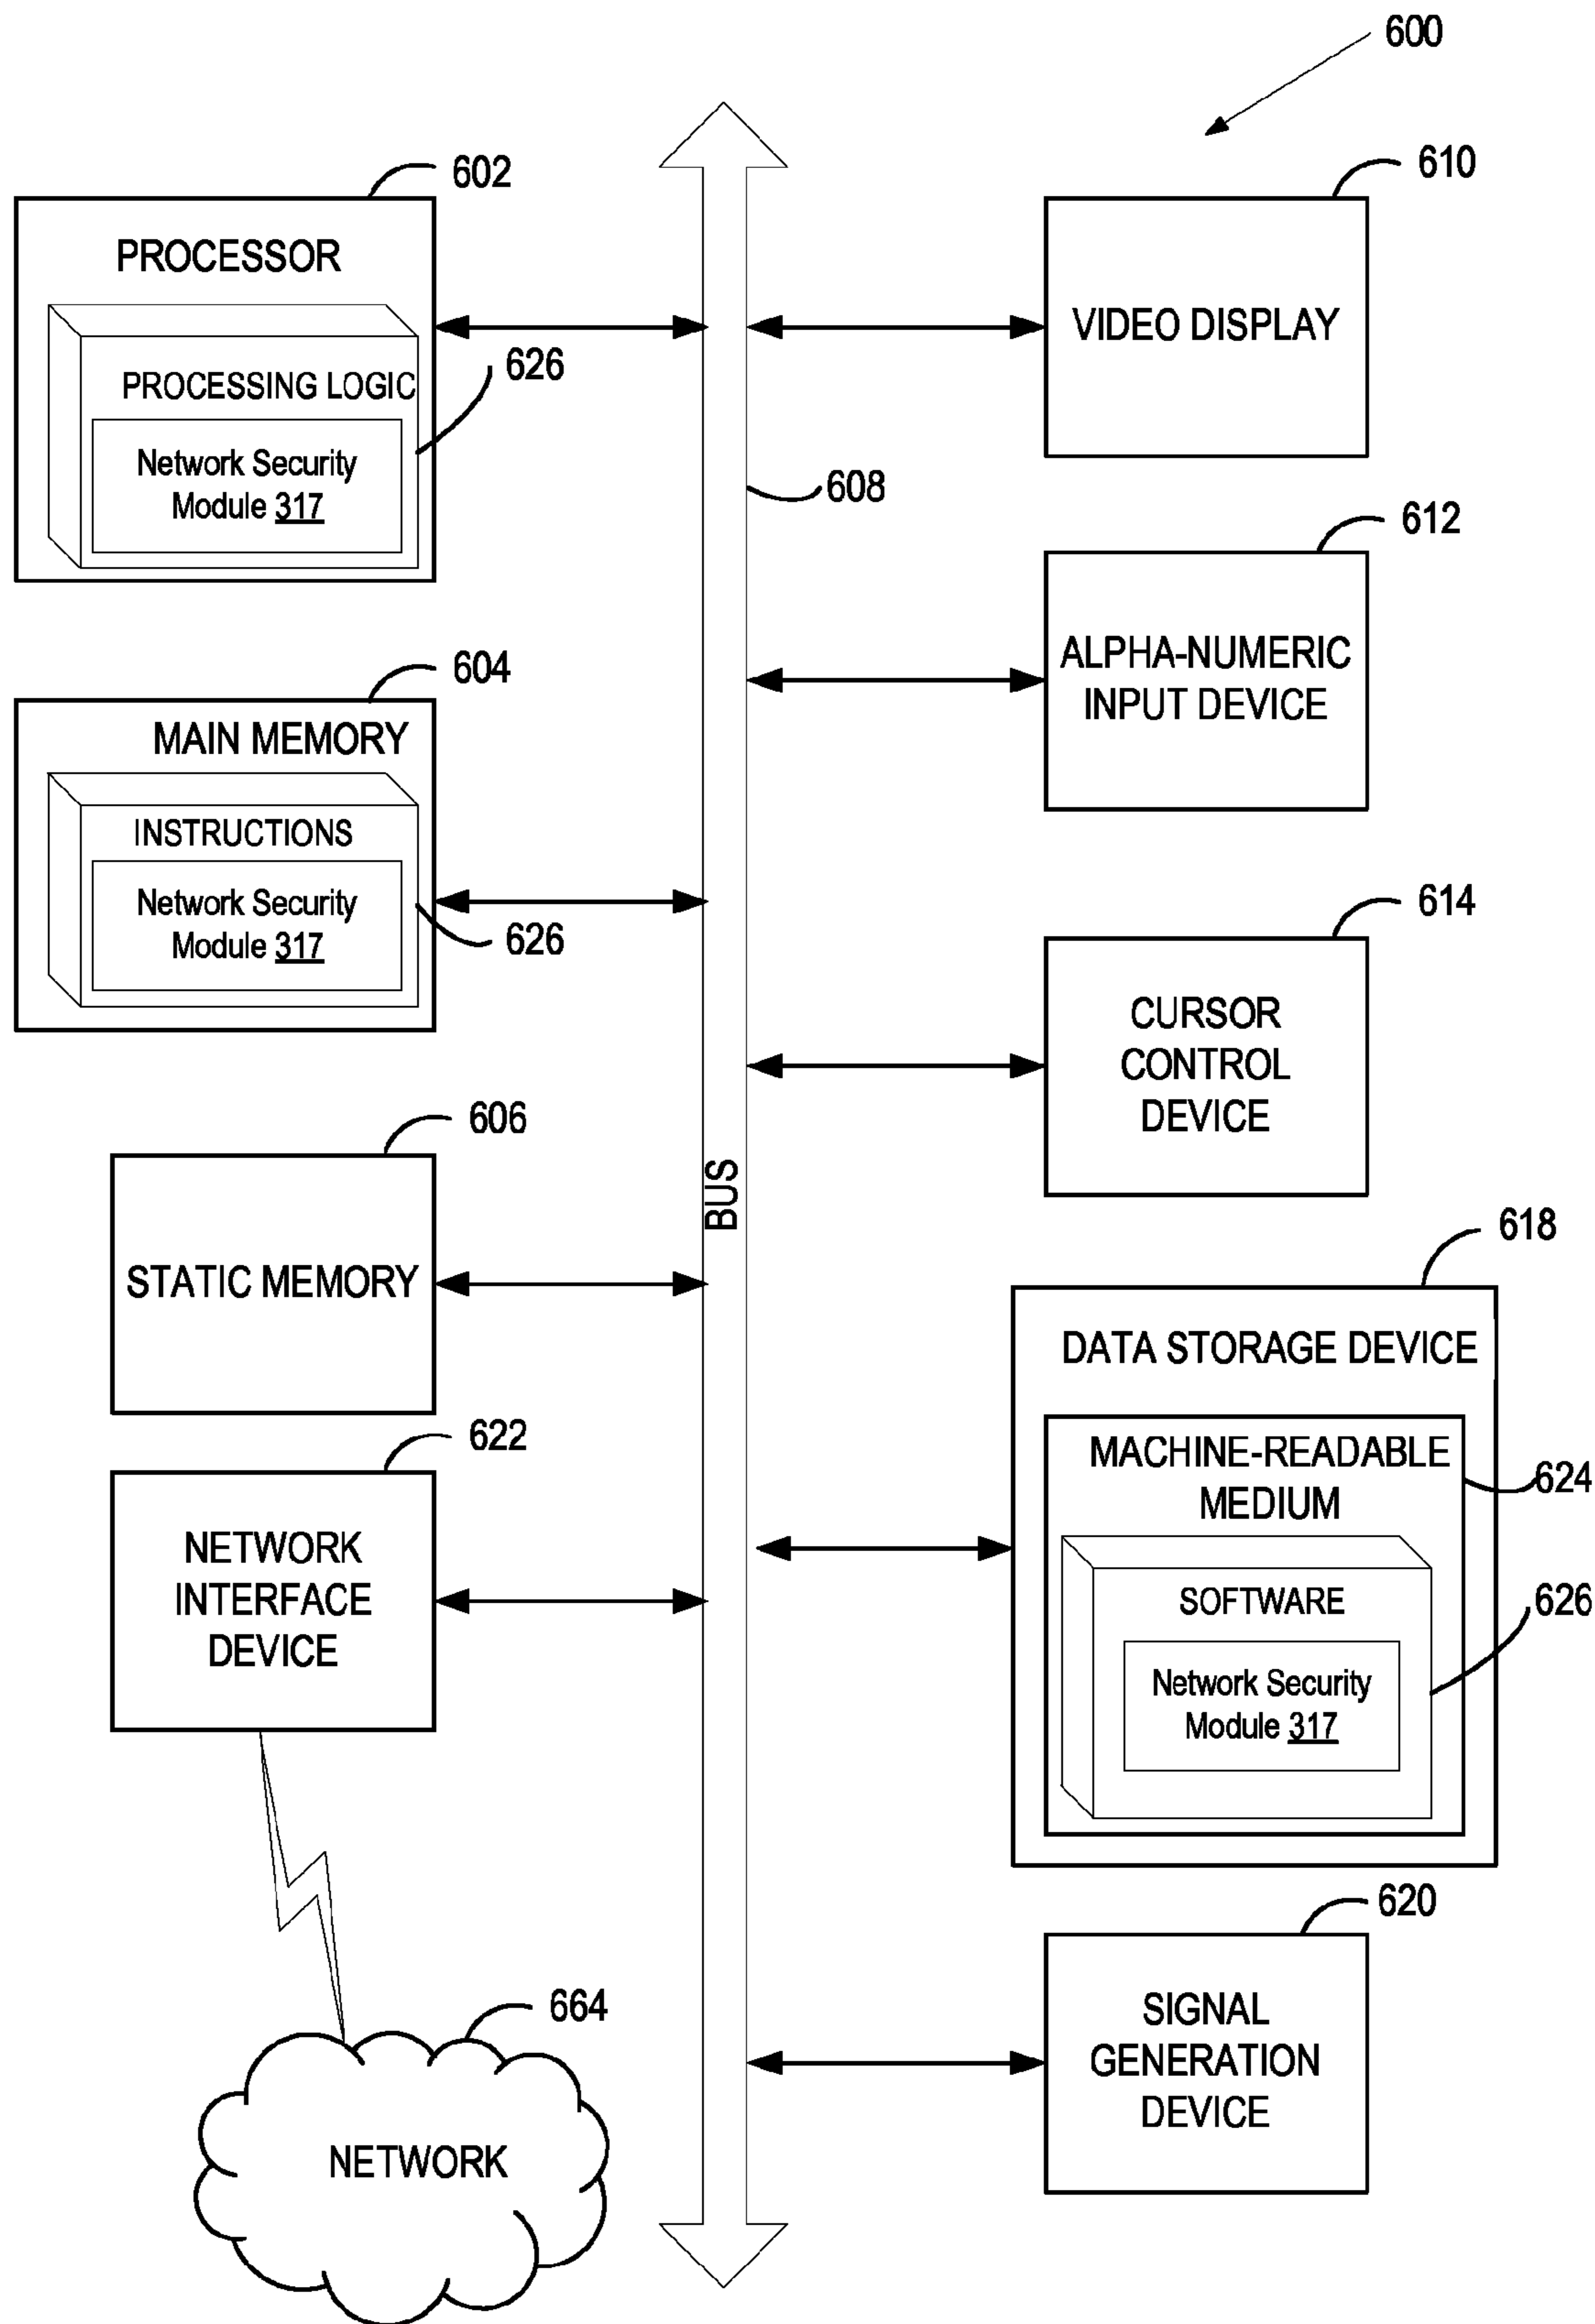 600
602
PROCESSOR
PROCESSING LOGIC
626
Network Security
Module 317
604
MAIN MEMORY
INSTRUCTIONS
Network Security
Module 317
626
606
STATIC MEMORY
622
NETWORK
INTERFACE
DEVICE
664
NETWORK
608
BUS
610
VIDEO DISPLAY
612
ALPHA-NUMERIC
INPUT DEVICE
614
CURSOR
CONTROL
DEVICE
618
DATA STORAGE DEVICE
MACHINE-READABLE
MEDIUM
624
SOFTWARE
626
Network Security
Module 317
620
SIGNAL
GENERATION
DEVICE